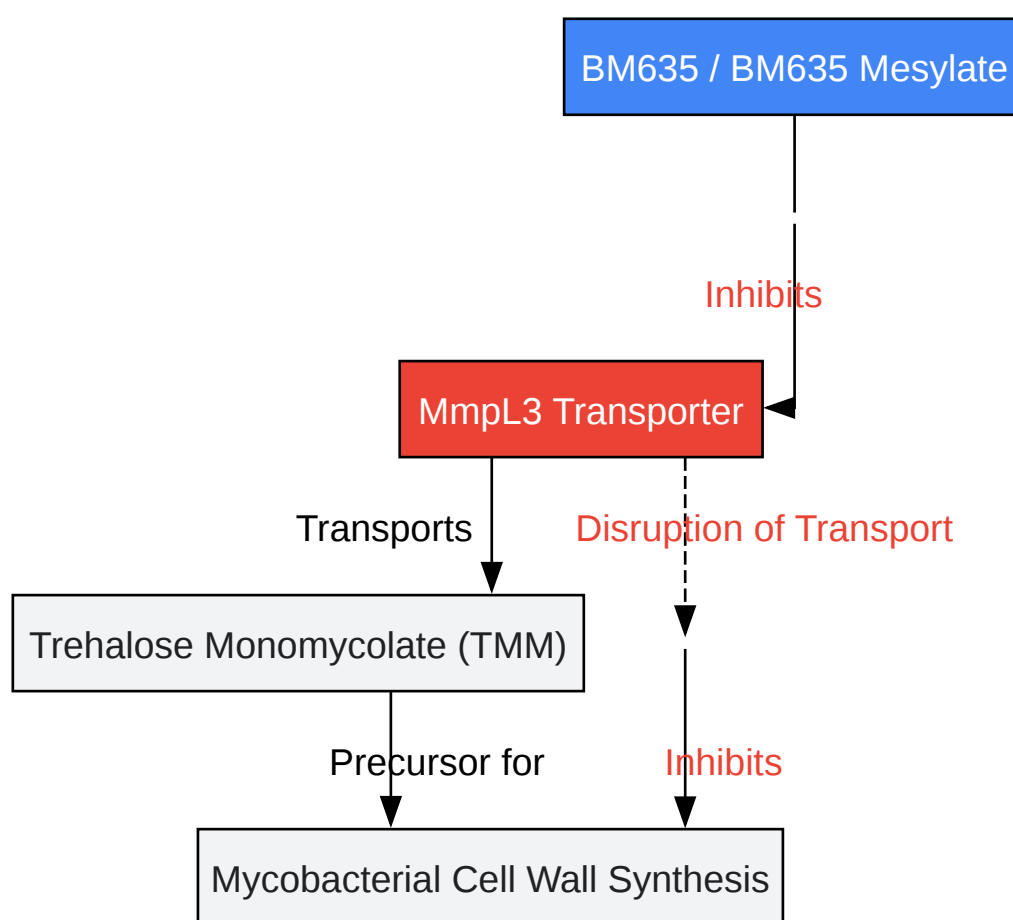 BM635 / BM635 Mesylate
Inhibits
MmpL3 Transporter
Transports
Disruption of Transport
Trehalose Monomycolate (TMM)
Precursor for
Inhibits
Mycobacterial Cell Wall Synthesis